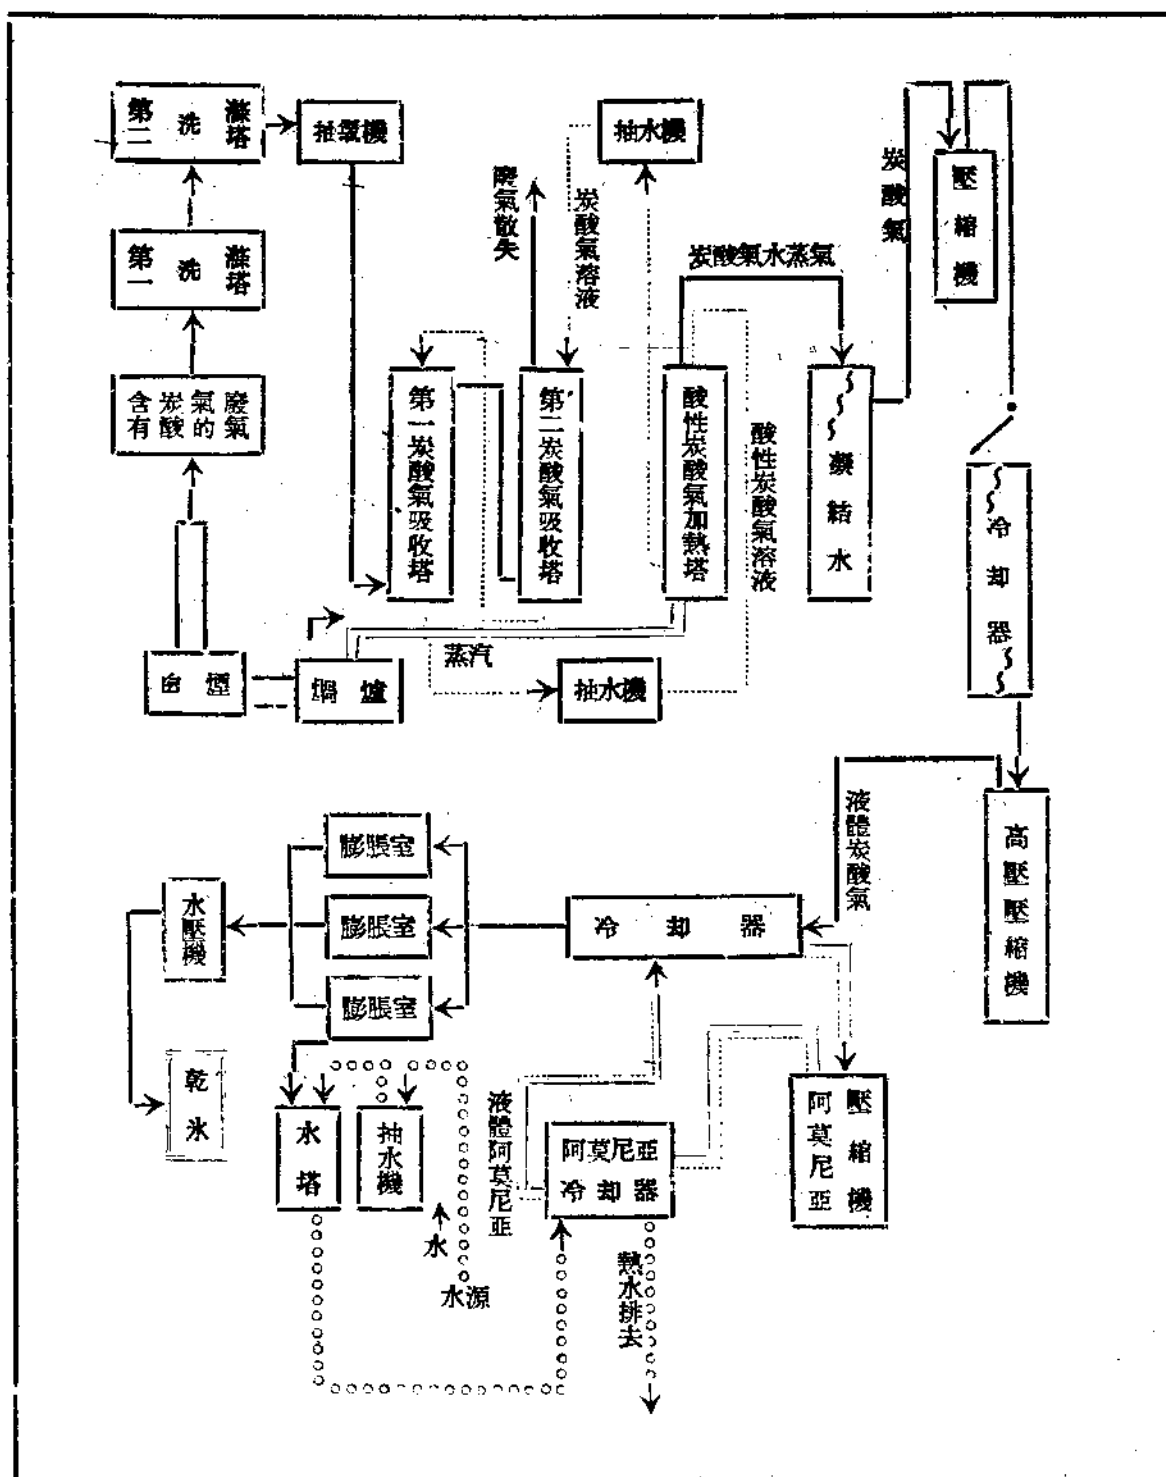 第二洗滌塔
抽氣機
抽水機
壓縮機
炭酸氣
廢氣散失
炭酸氣溶液
第一洗滌塔
炭酸氣水蒸氣
含有炭酸氣的廢氣
第一炭酸氣吸收塔
第二炭酸氣吸收塔
酸性炭酸氣加熱塔
酸性炭酸氣溶液
凝結水
冷却器
蒸汽
煙囱
鍋爐
抽水機
高壓壓縮機
液體炭酸氣
膨脹室
膨脹室
膨脹室
水壓機
冷却器
乾氷
水塔
抽水機
液體阿莫尼亞
阿莫尼亞冷却器
阿莫尼亞壓縮機
水
水源
熱水排去